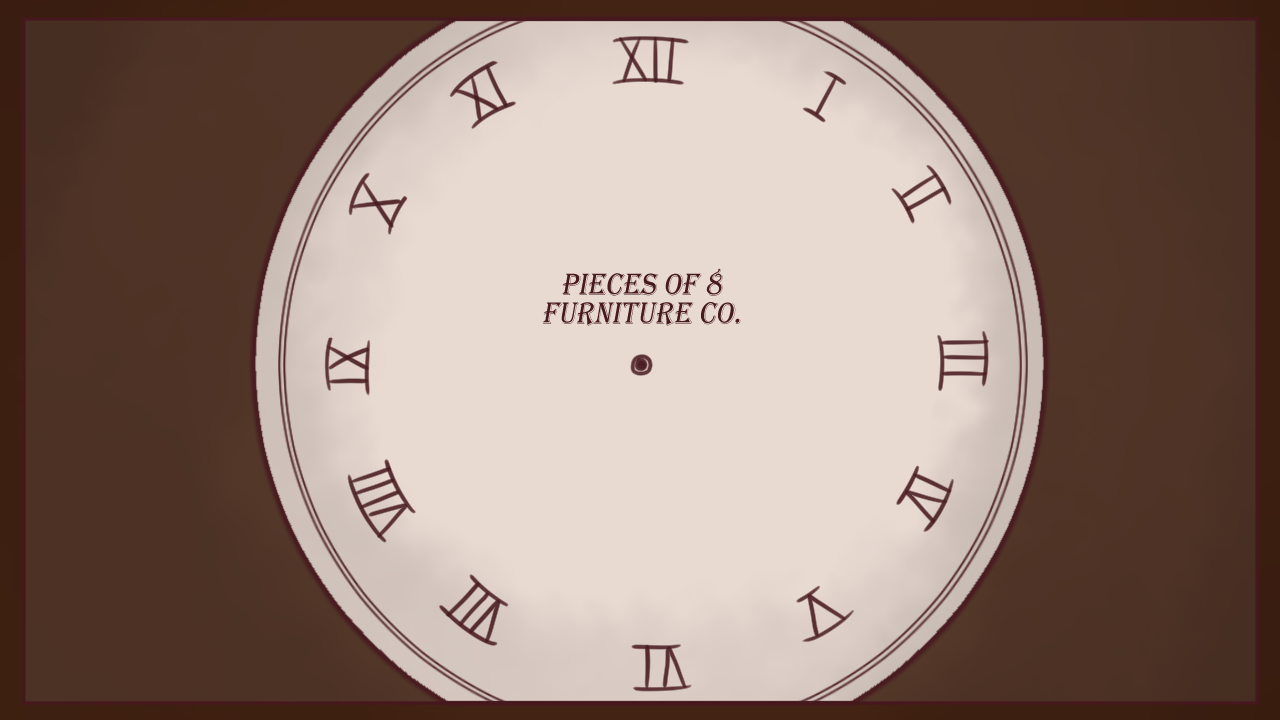 XII
I
II
III
IV
V
VI
VII
VIII
IX
X
XI
PIECES OF 8
FURNITURE CO.